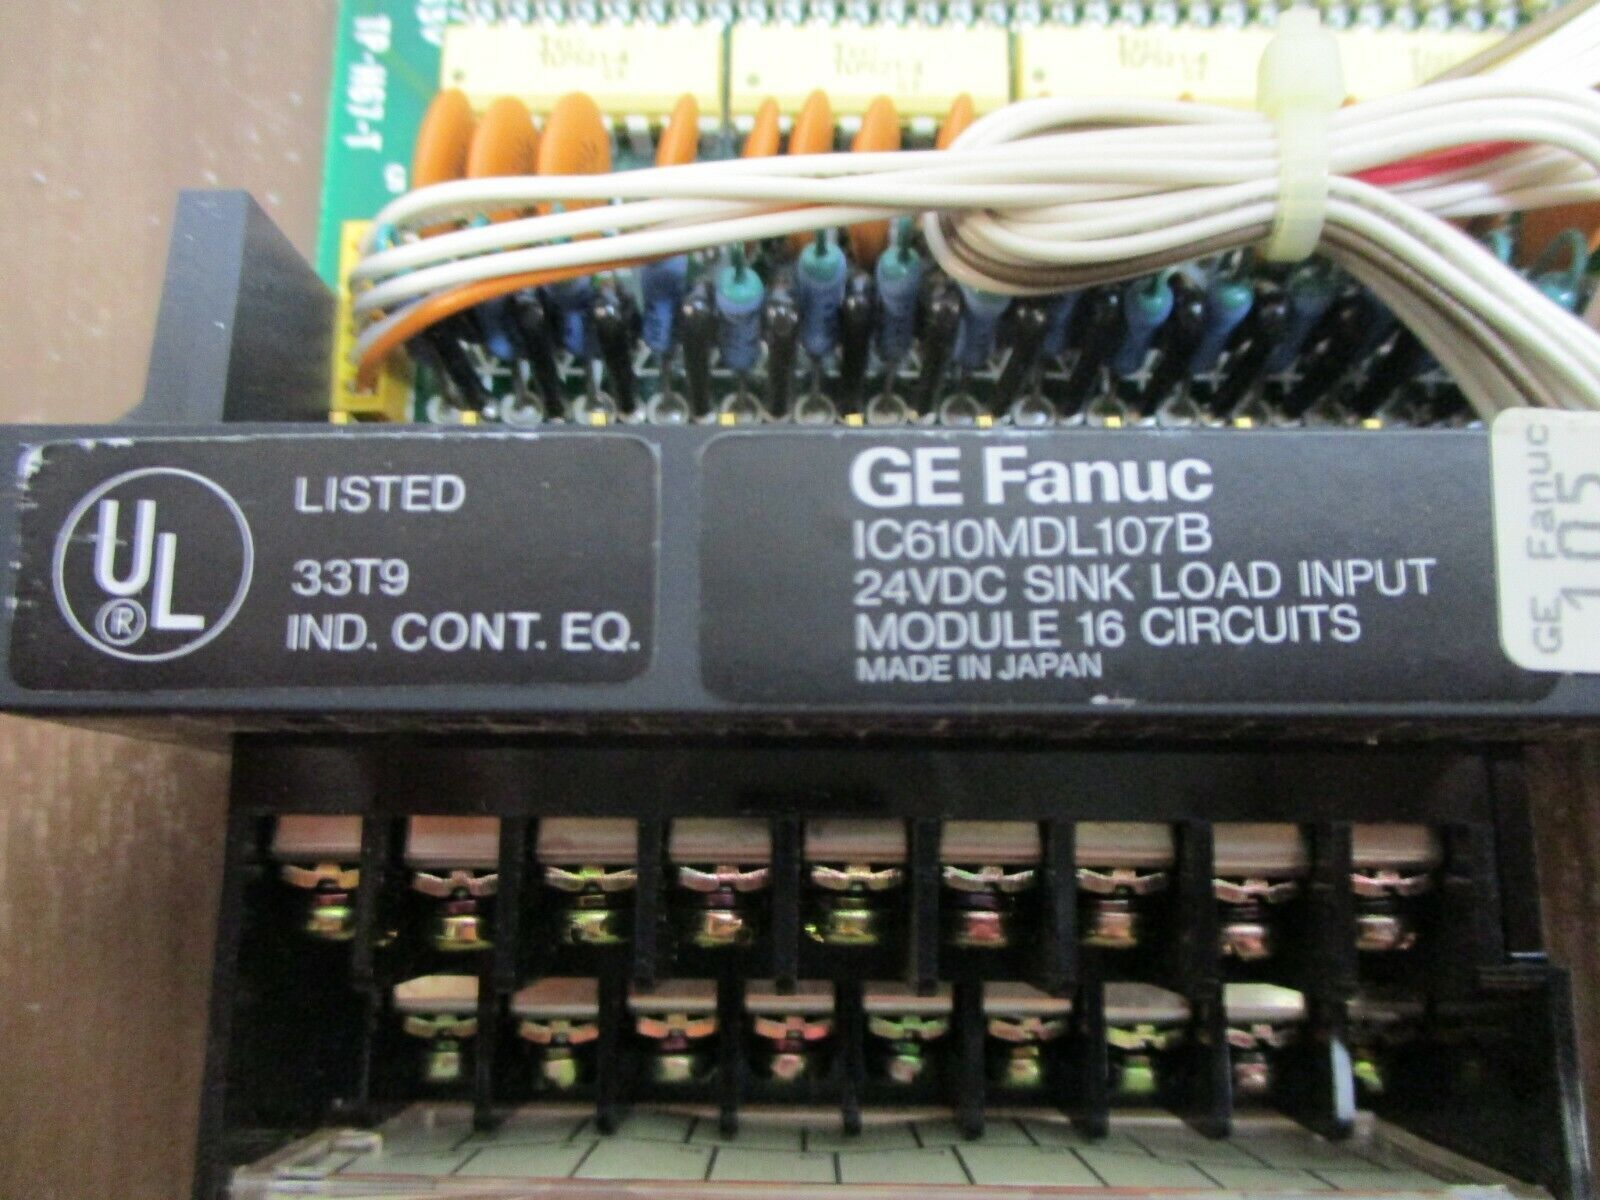 LISTED
33T9
IND. CONT. EQ.
UL
®
GE Fanuc
IC610MDL107B
24VDC SINK LOAD INPUT
MODULE 16 CIRCUITS
MADE IN JAPAN
GE Fanuc
105